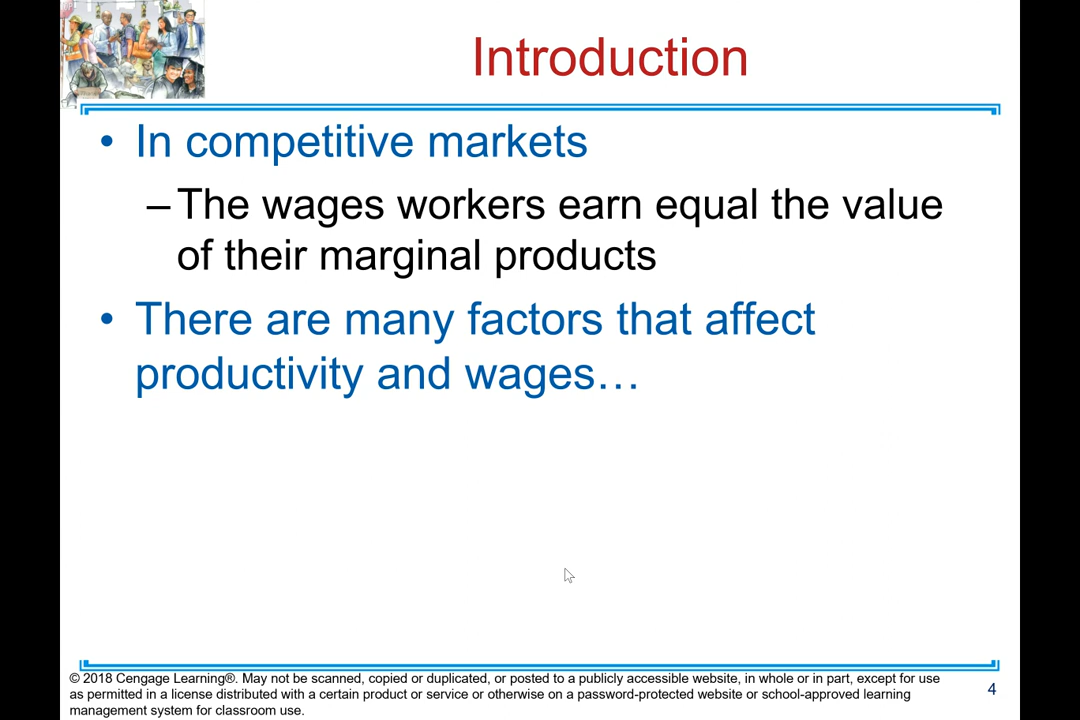 Introduction
• In competitive markets
– The wages workers earn equal the value
of their marginal products
• There are many factors that affect
productivity and wages…
© 2018 Cengage Learning®. May not be scanned, copied or duplicated, or posted to a publicly accessible website, in whole or in part, except for use
as permitted in a license distributed with a certain product or service or otherwise on a password-protected website or school-approved learning
management system for classroom use.
4